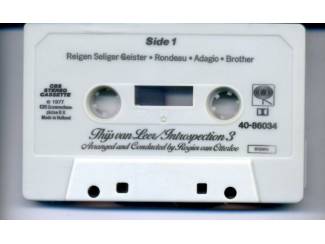 Side 1
Reigen Seliger Geister • Rondeau • Adagio • Brother
CBS
STEREO
CASSETTE
℗ 1977
Made in Holland
40-86034
Thijs van Leer/Introspection 3
Arranged and Conducted by Rogier van Otterloo